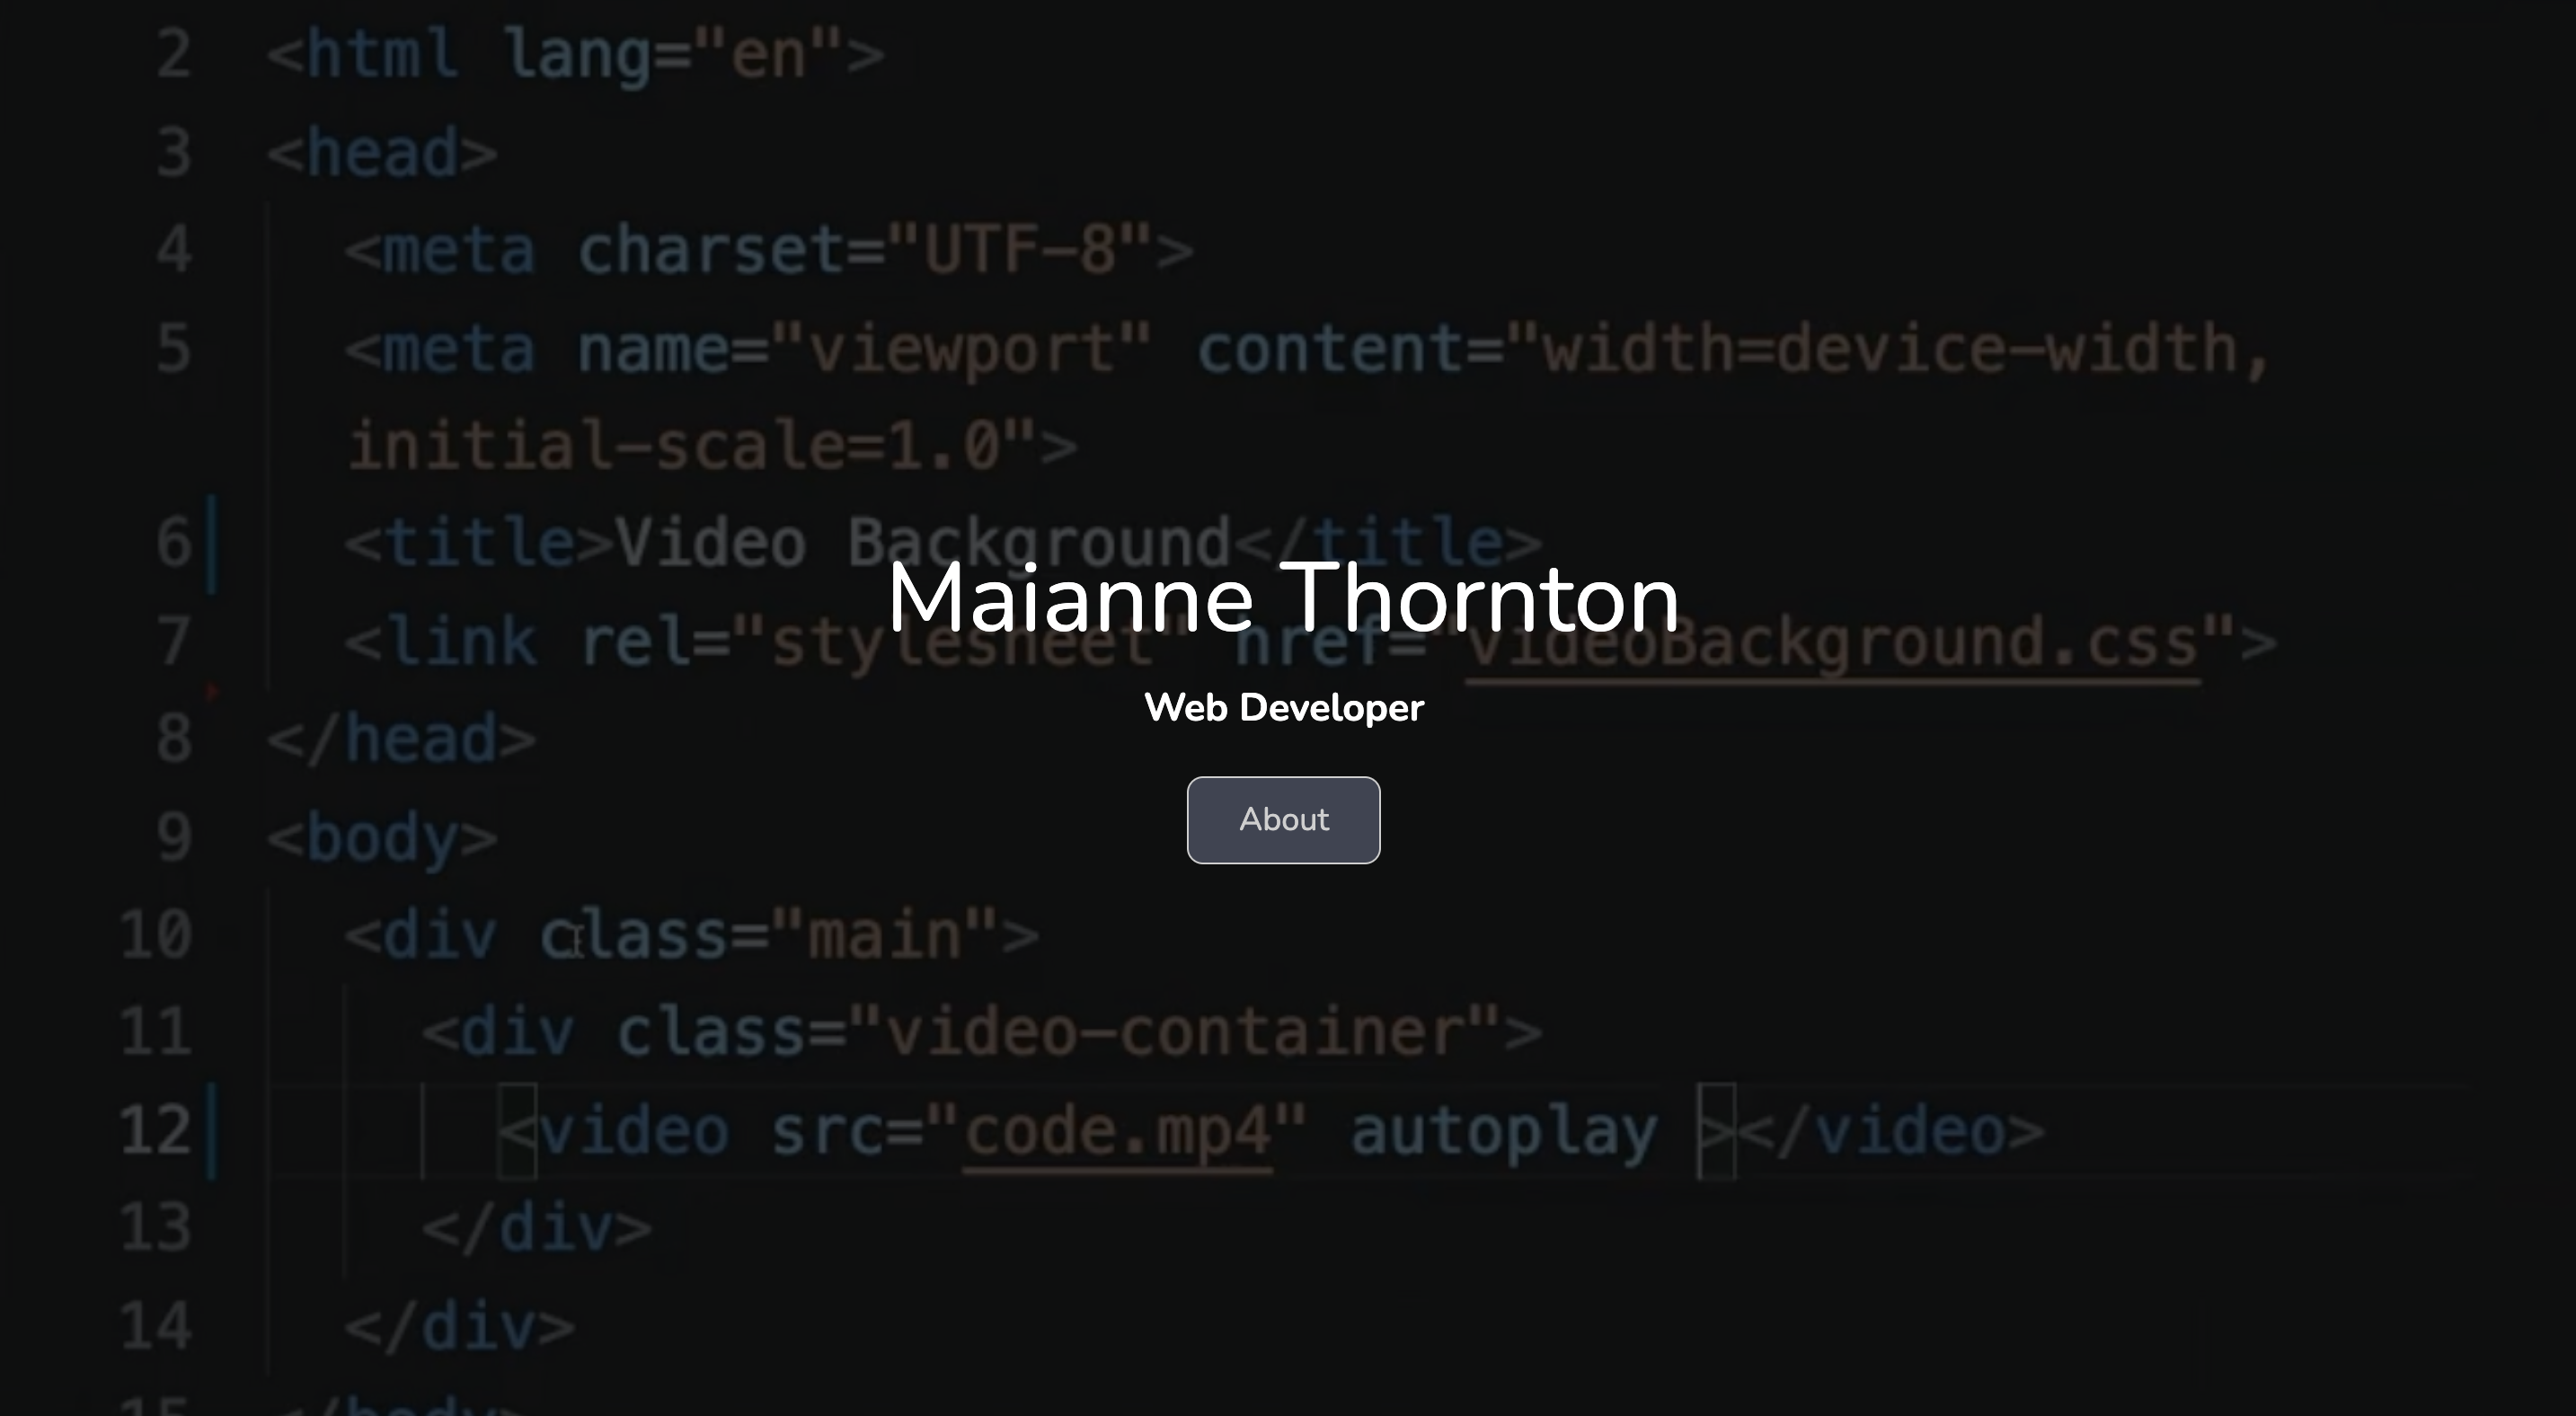 2 <html lang="en">
3 <head>
4 <meta charset="UTF-8">
5 <meta name="viewport" content="width=device-width,
initial-scale=1.0">
6 <title>Video Background</title>
Maianne Thornton
7 <link rel="stylesheet" href="videoBackground.css">
Web Developer
8 </head>
About
9 <body>
10 <div class="main">
11 <div class="video-container">
12 <video src="code.mp4" autoplay ></video>
13 </div>
14 </div>
15 </body>